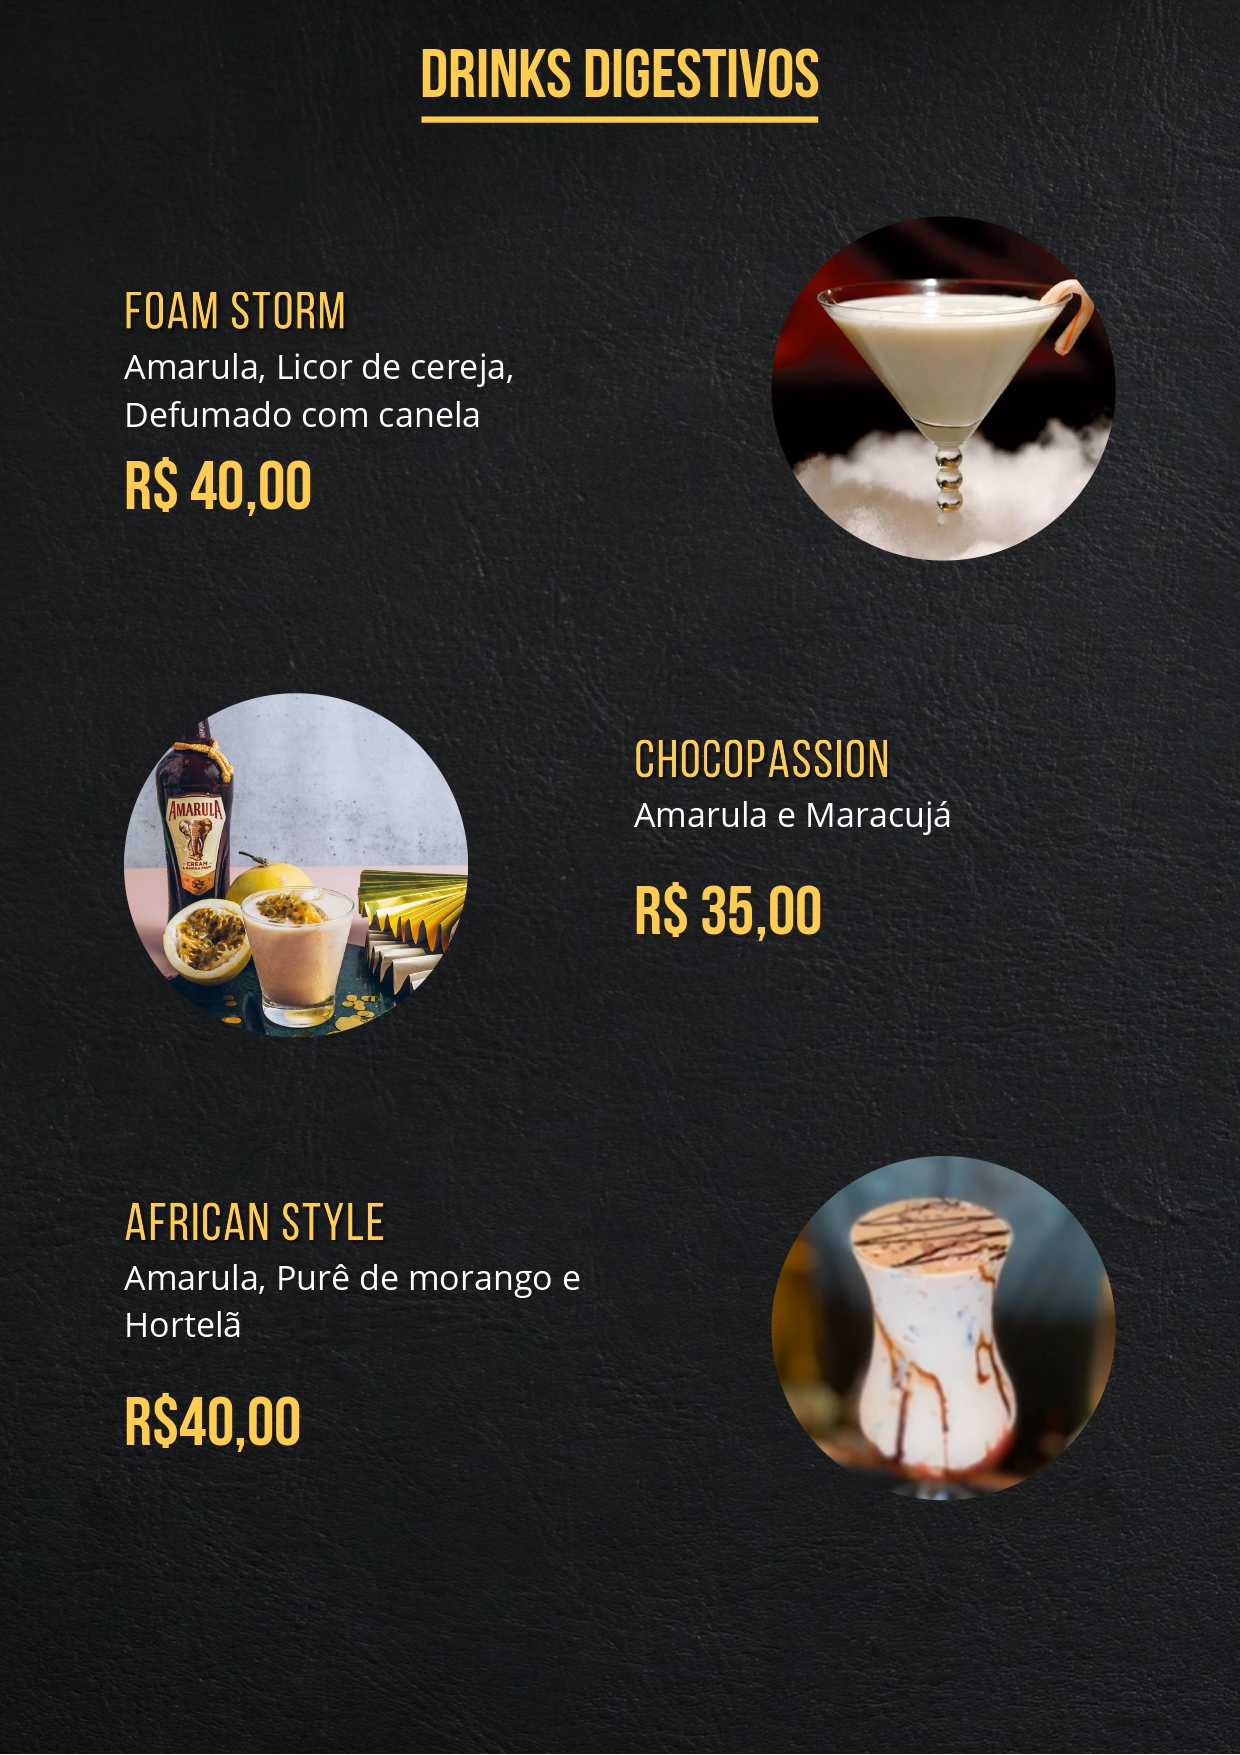 DRINKS DIGESTIVOS
FOAM STORM
Amarula, Licor de cereja,
Defumado com canela
R$ 40,00
AMARULA
CREAM
CHOCOPASSION
Amarula e Maracujá
R$ 35,00
AFRICAN STYLE
Amarula, Purê de morango e
Hortelã
R$40,00